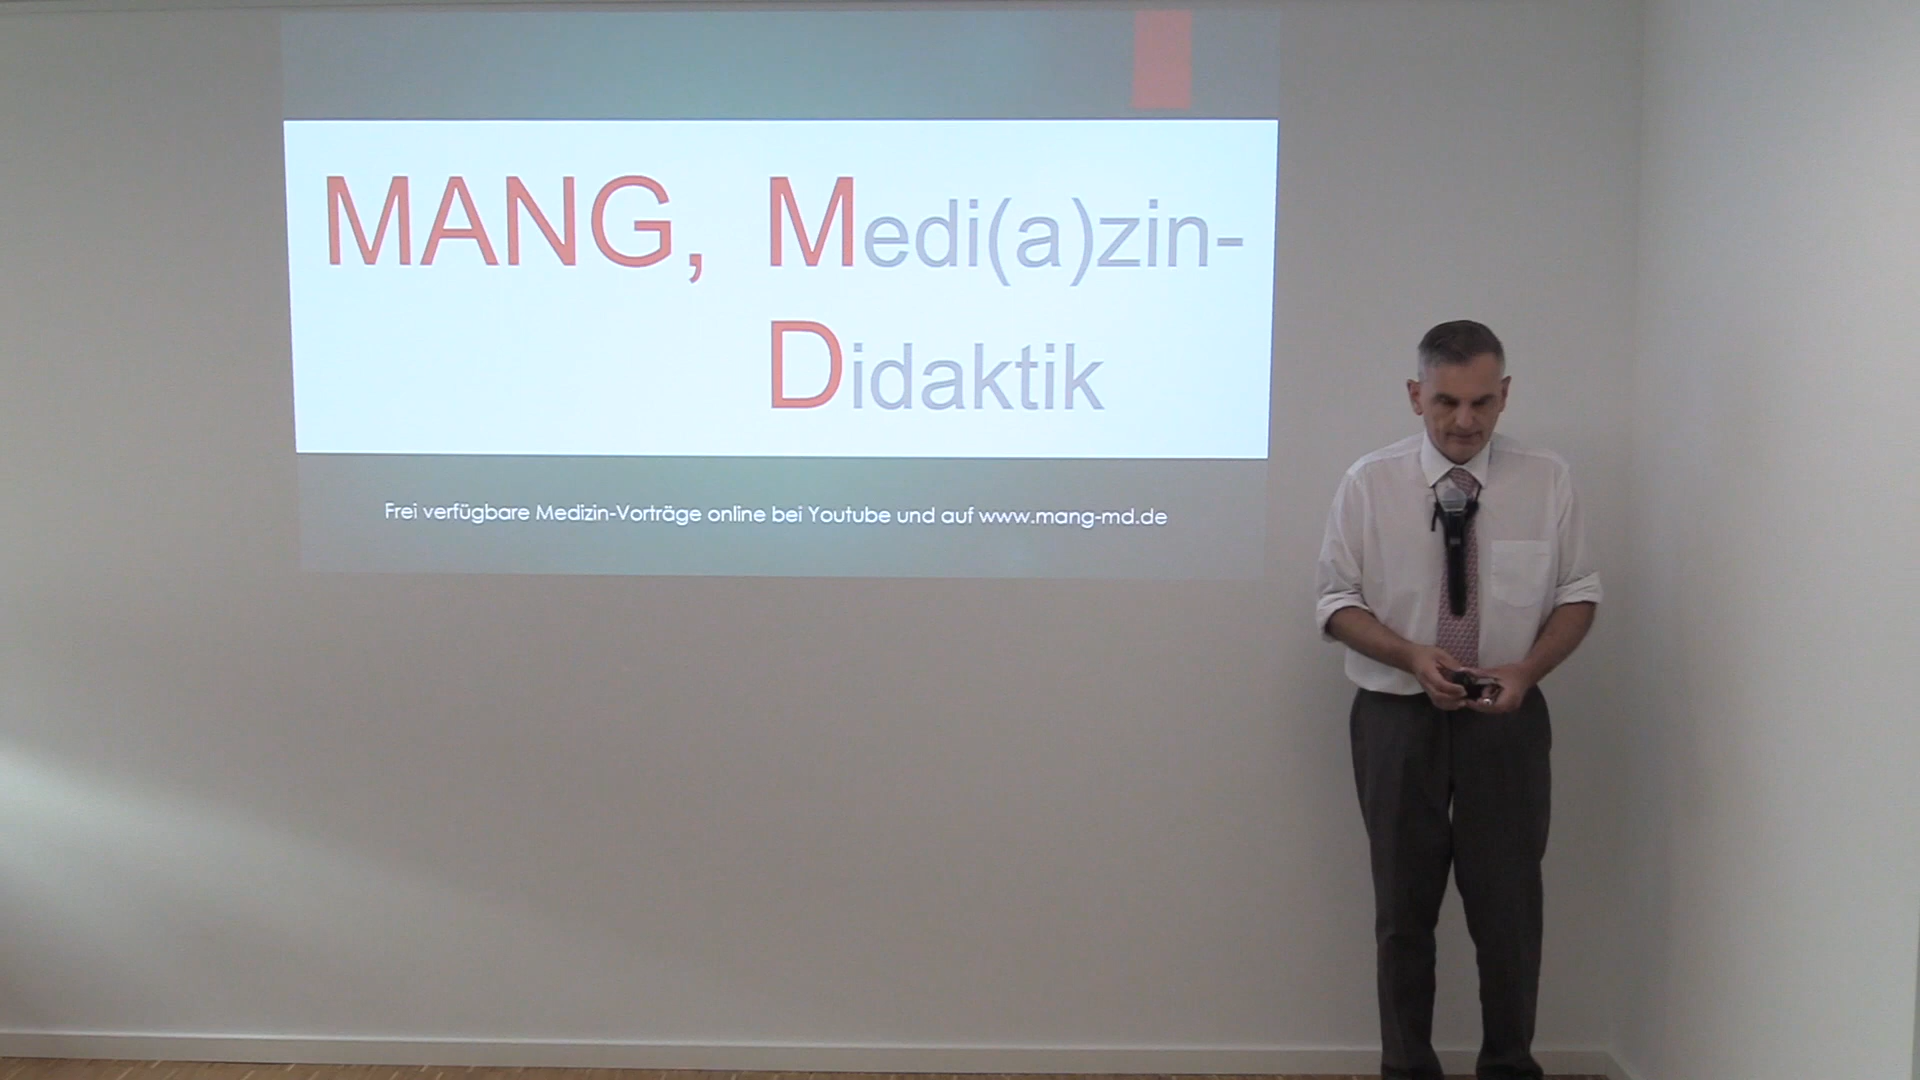 MANG, Medi(a)zin-
Didaktik
Frei verfügbare Medizin-Vorträge online bei Youtube und auf www.mang-md.de